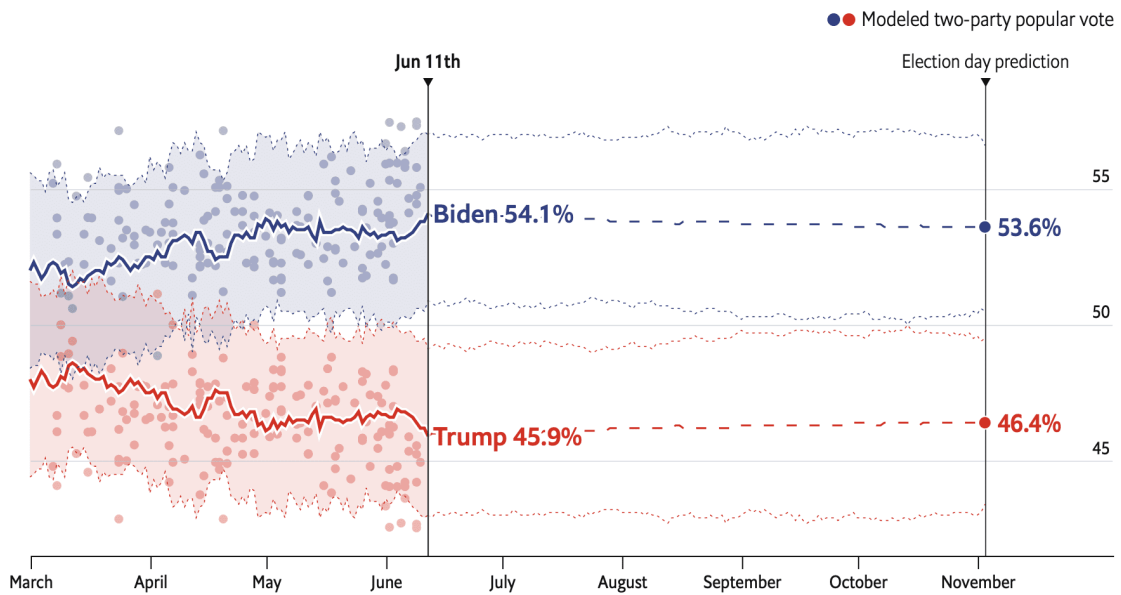 Modeled two-party popular vote
Jun 11th
Election day prediction
55
Biden 54.1%
53.6%
50
46.4%
Trump 45.9%
45
March April May June July August September October November